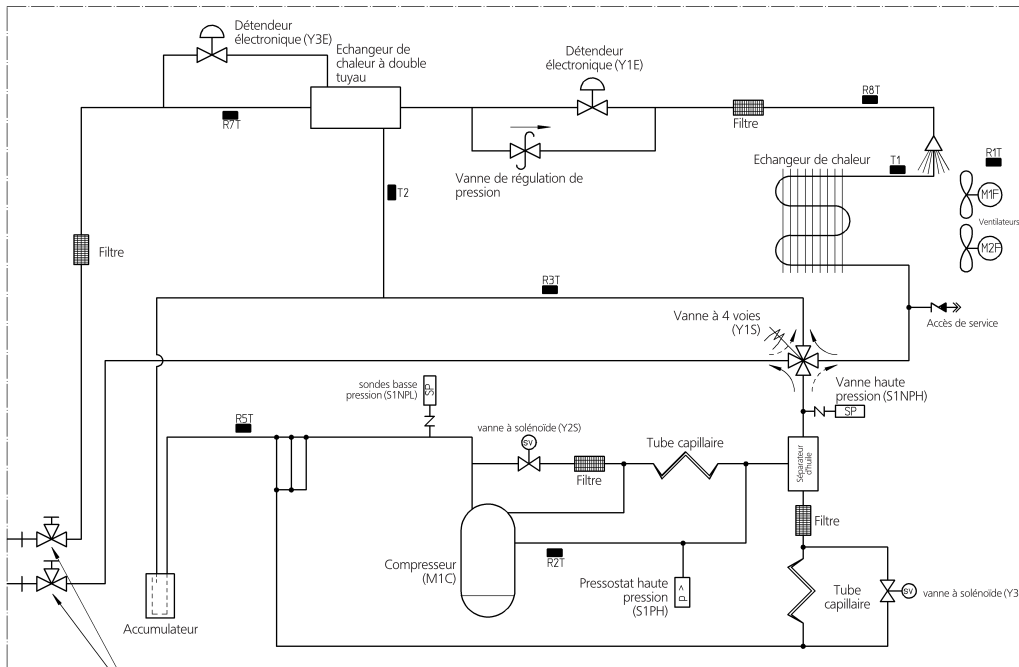 Détendeur
électronique (Y3E)
Echangeur de
chaleur à double
tuyau
Détendeur
électronique (Y1E)
R7T
R8T
Filtre
Vanne de régulation de
pression
Echangeur de chaleur
T1
R1T
M1F
Ventilateurs
M2F
T2
Filtre
R3T
Vanne à 4 voies
(Y1S)
Accès de service
sondes basse
pression (S1NPL)
SP
Vanne haute
pression (S1NPH)
SP
R5T
vanne à solénoïde (Y2S)
SV
Filtre
Tube capillaire
Séparateur
d'huile
Filtre
Compresseur
(M1C)
R2T
Pressostat haute
pression
(S1PH)
p >
Tube
capillaire
SV
vanne à solénoïde (Y3
Accumulateur